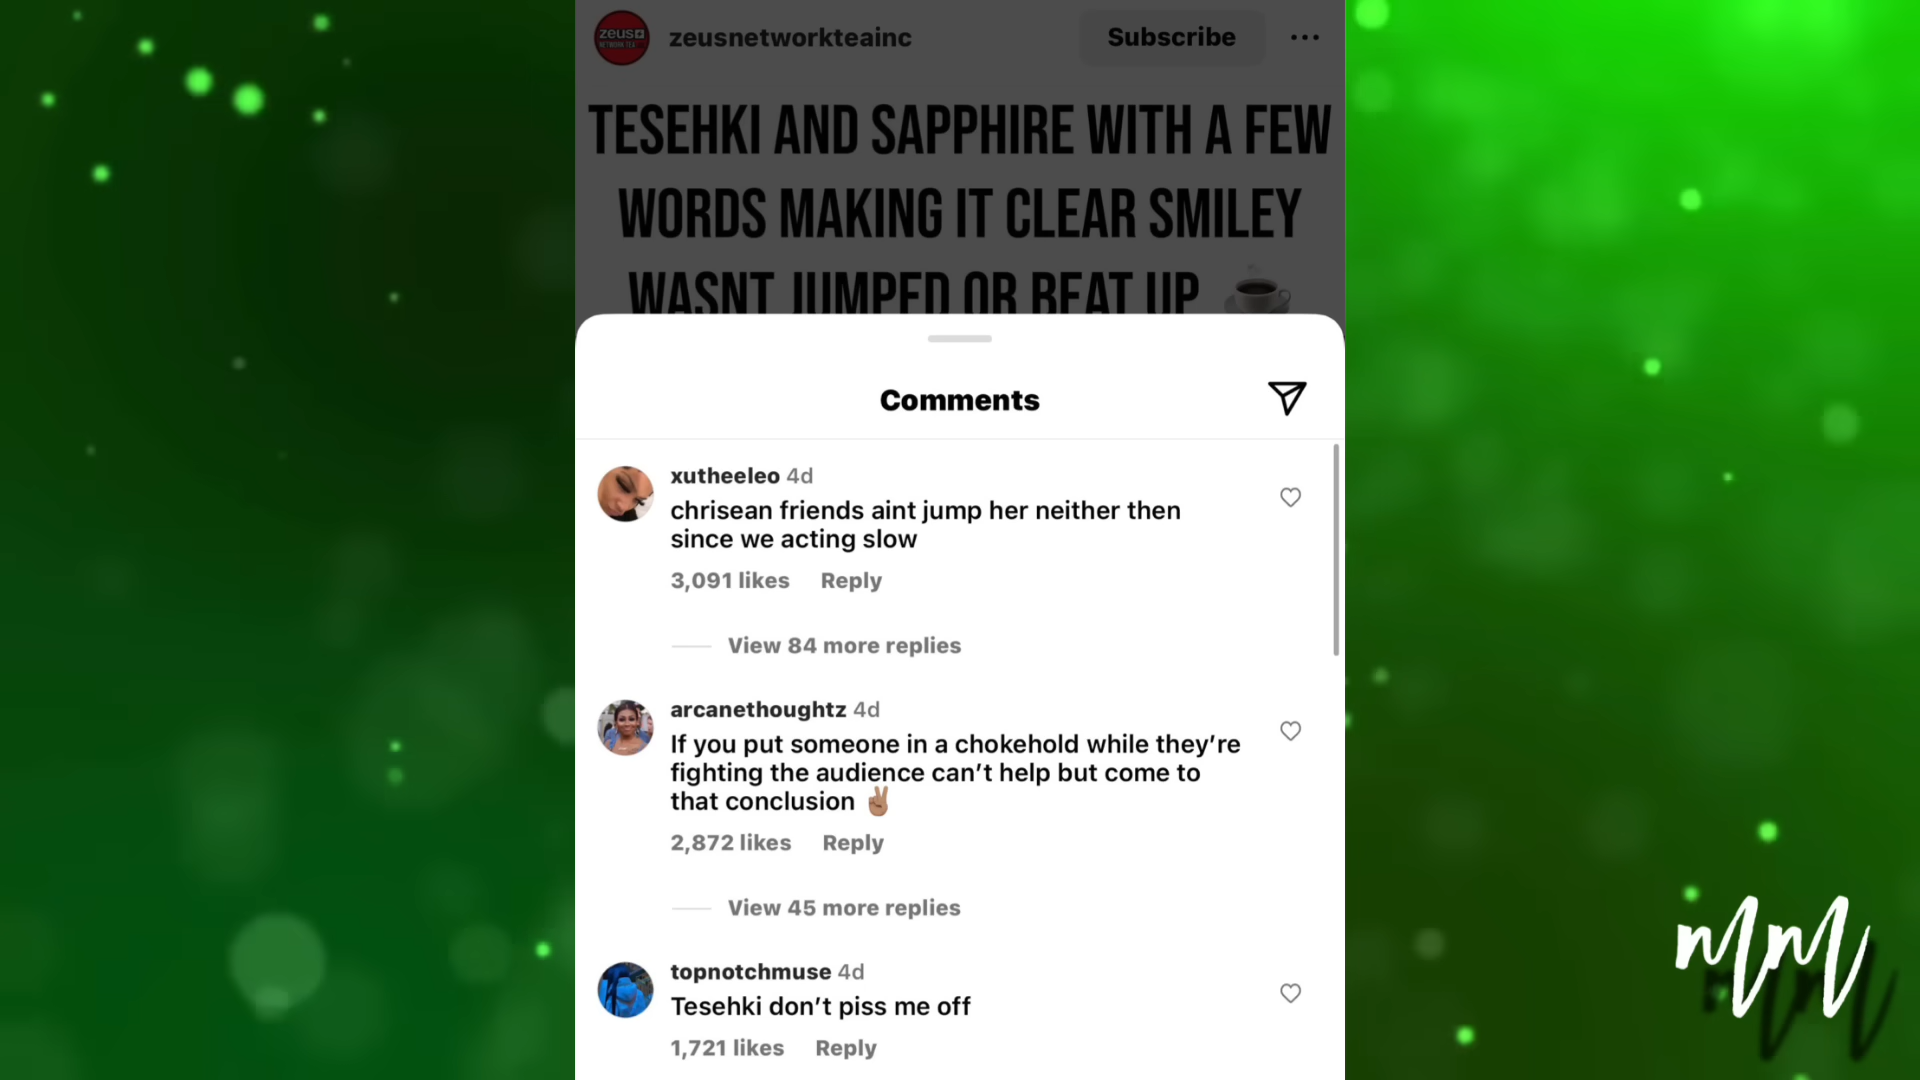 zeus
NETWORK TEA
zeusnetworkteainc
Subscribe
TESEHKI AND SAPPHIRE WITH A FEW
WORDS MAKING IT CLEAR SMILEY
WASNT JUMPED OR BEAT UP ☕
Comments
xutheeleo 4d
chrisean friends aint jump her neither then
since we acting slow
3,091 likes Reply
View 84 more replies
arcanethoughtz 4d
If you put someone in a chokehold while they’re
fighting the audience can’t help but come to
that conclusion ✌🏽
2,872 likes Reply
View 45 more replies
topnotchmuse 4d
Tesehki don’t piss me off
1,721 likes Reply
mm